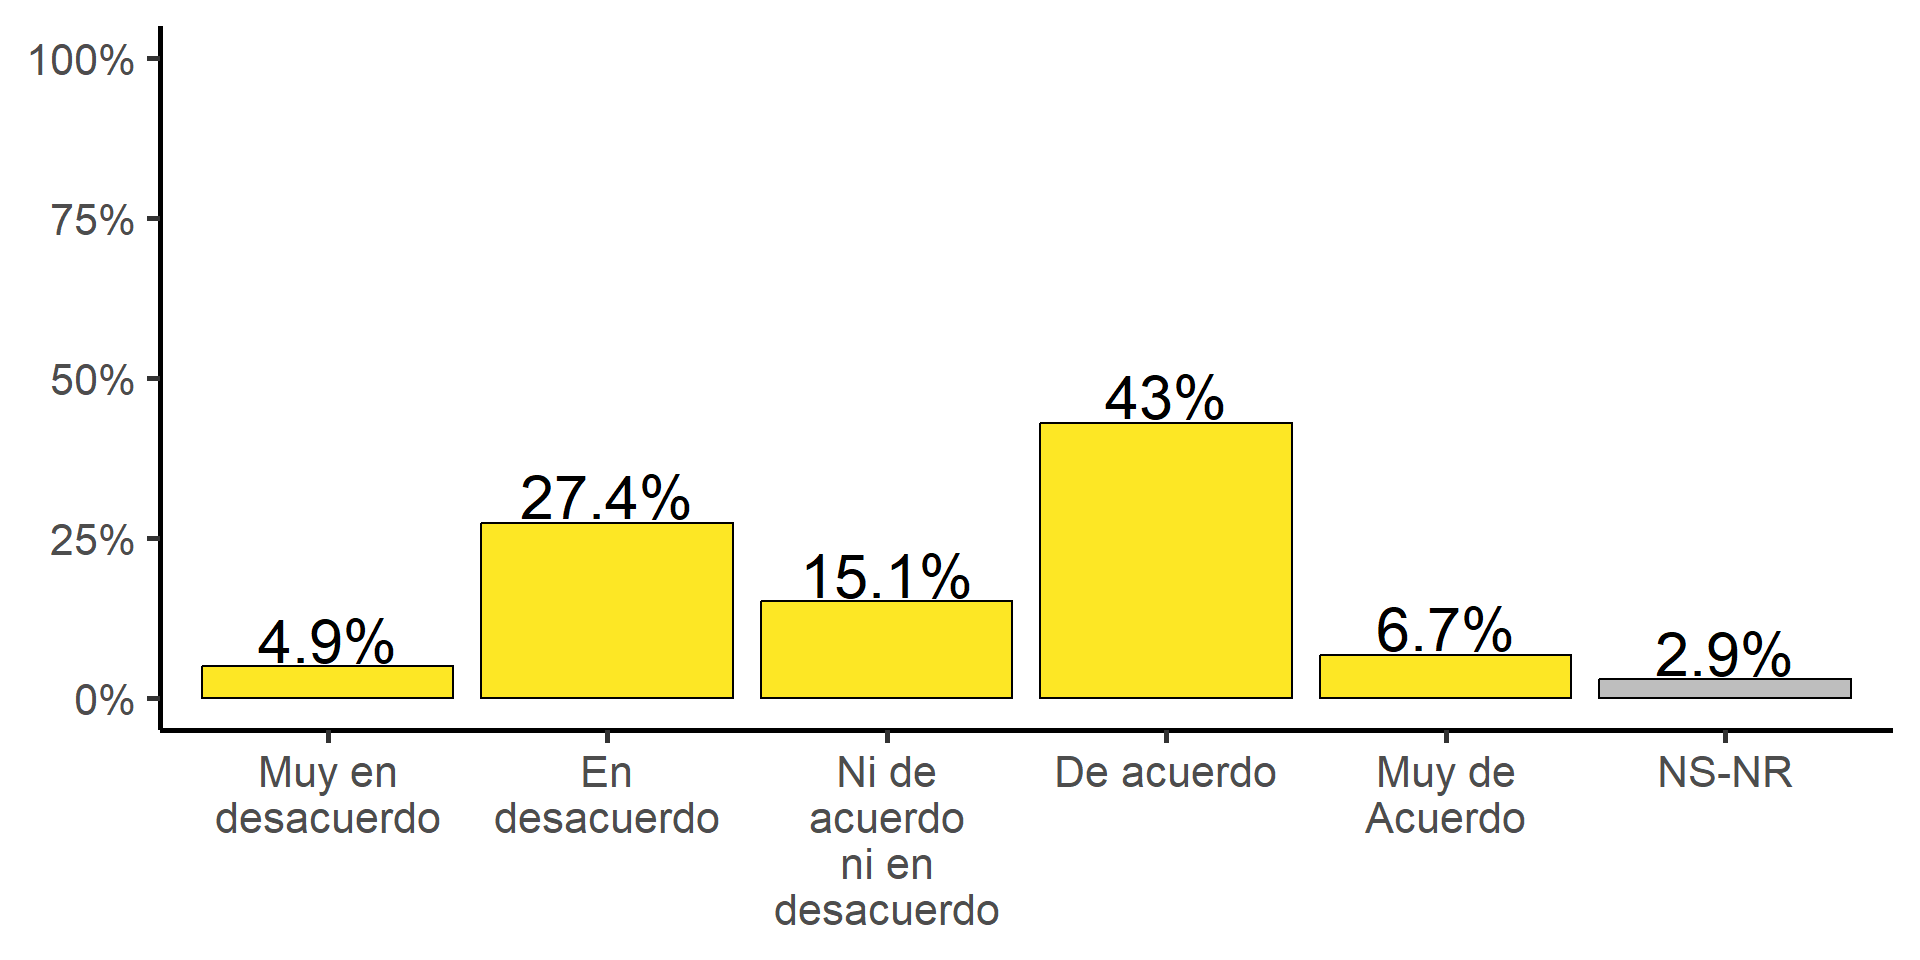 100%
75%
50%
25%
0%
4.9%
27.4%
15.1%
43%
6.7%
2.9%
Muy en
desacuerdo
En
desacuerdo
Ni de
acuerdo
ni en
desacuerdo
De acuerdo
Muy de
Acuerdo
NS-NR